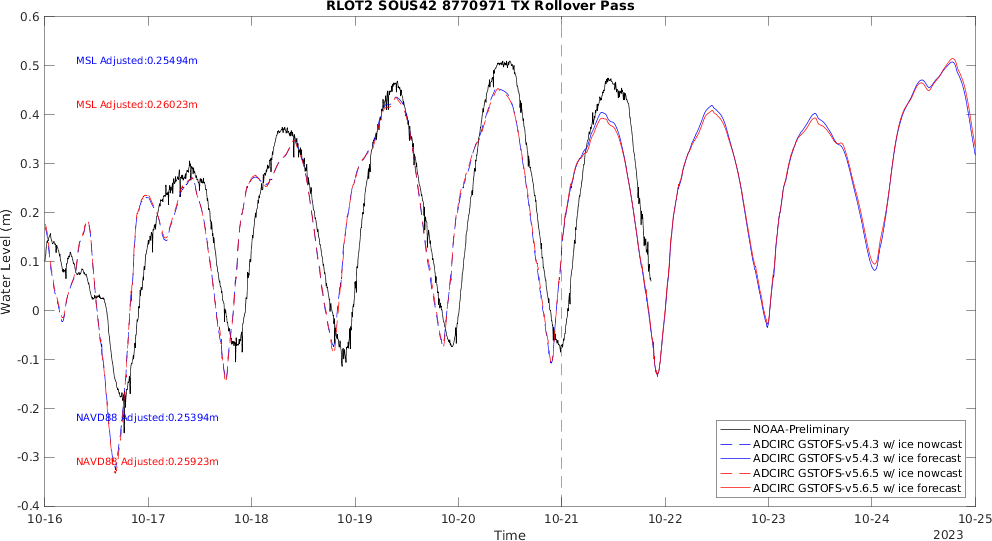 RLOT2 SOUS42 8770971 TX Rollover Pass
0.6
0.5
0.4
0.3
0.2
0.1
0
-0.1
-0.2
-0.3
-0.4
Water Level (m)
MSL Adjusted:0.25494m
MSL Adjusted:0.26023m
NAVD88 Adjusted:0.25394m
NAVD88 Adjusted:0.25923m
NOAA-Preliminary
ADCIRC GSTOFS-v5.4.3 w/ ice nowcast
ADCIRC GSTOFS-v5.4.3 w/ ice forecast
ADCIRC GSTOFS-v5.6.5 w/ ice nowcast
ADCIRC GSTOFS-v5.6.5 w/ ice forecast
10-16 10-17 10-18 10-19 10-20 10-21 10-22 10-23 10-24 10-25
Time
2023